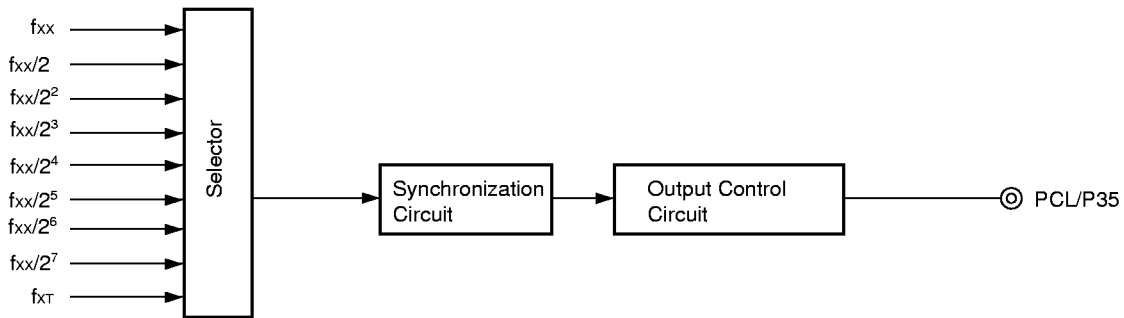 fxx
fxx/2
fxx/2²
fxx/2³
fxx/2⁴
fxx/2⁵
fxx/2⁶
fxx/2⁷
fXT
Selector
Synchronization
Circuit
Output Control
Circuit
PCL/P35